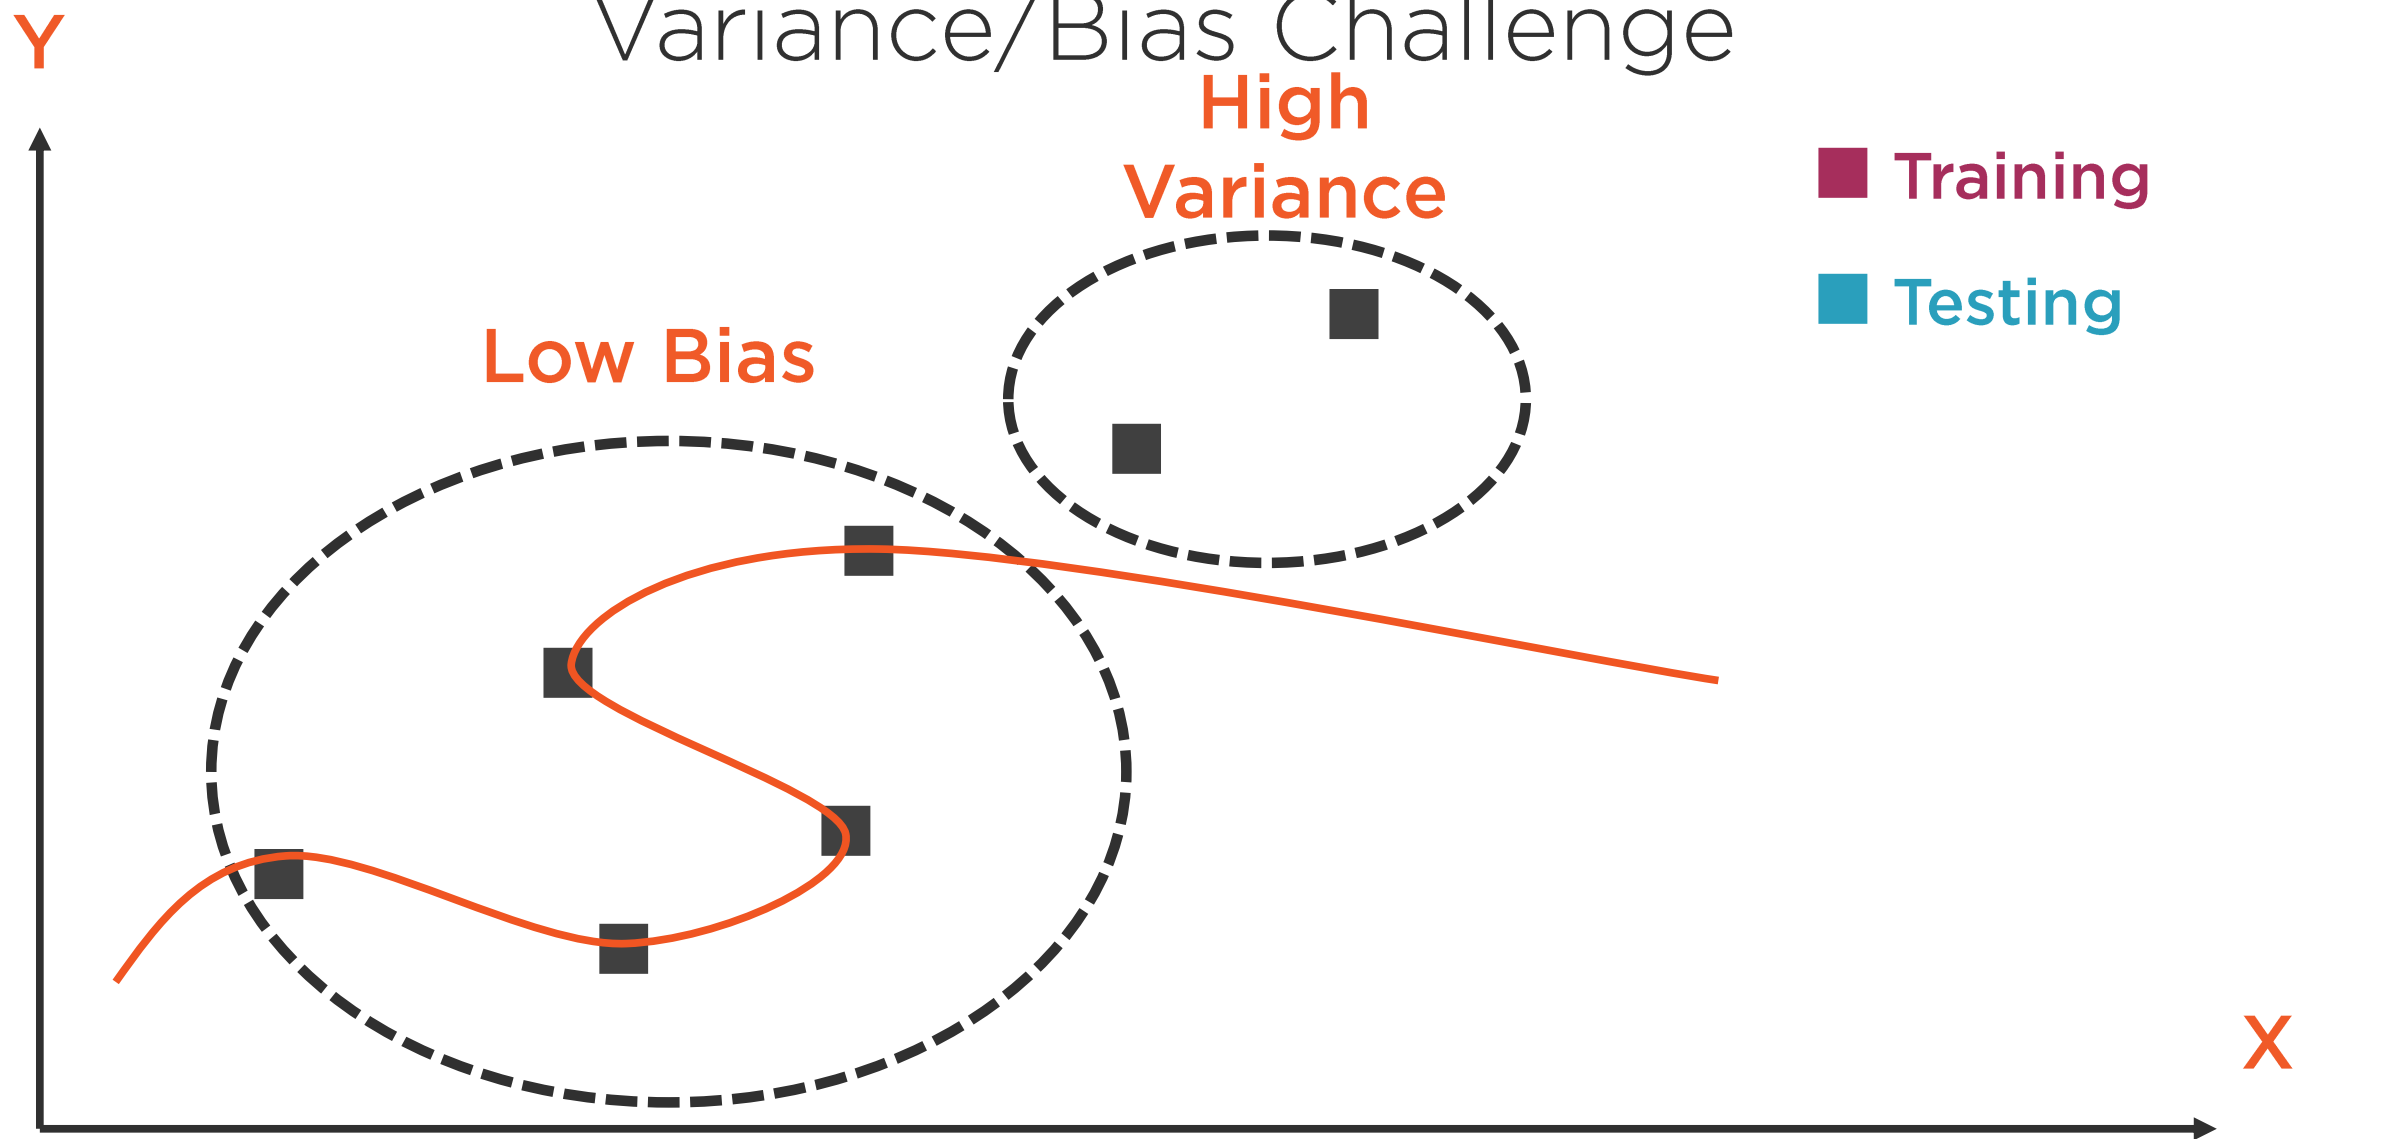 Variance/Bias Challenge
Y
High
Variance
Training
Testing
Low Bias
X